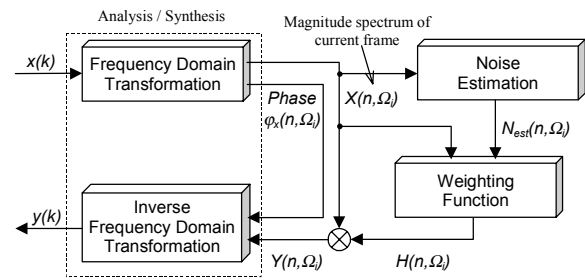 Analysis / Synthesis
Magnitude spectrum of
current frame
x(k)
Frequency Domain
Transformation
Noise
Estimation
Phase
φx(n,Ωi)
X(n,Ωi)
Nest(n,Ωi)
Inverse
Frequency Domain
Transformation
Weighting
Function
y(k)
Y(n,Ωi)
H(n,Ωi)